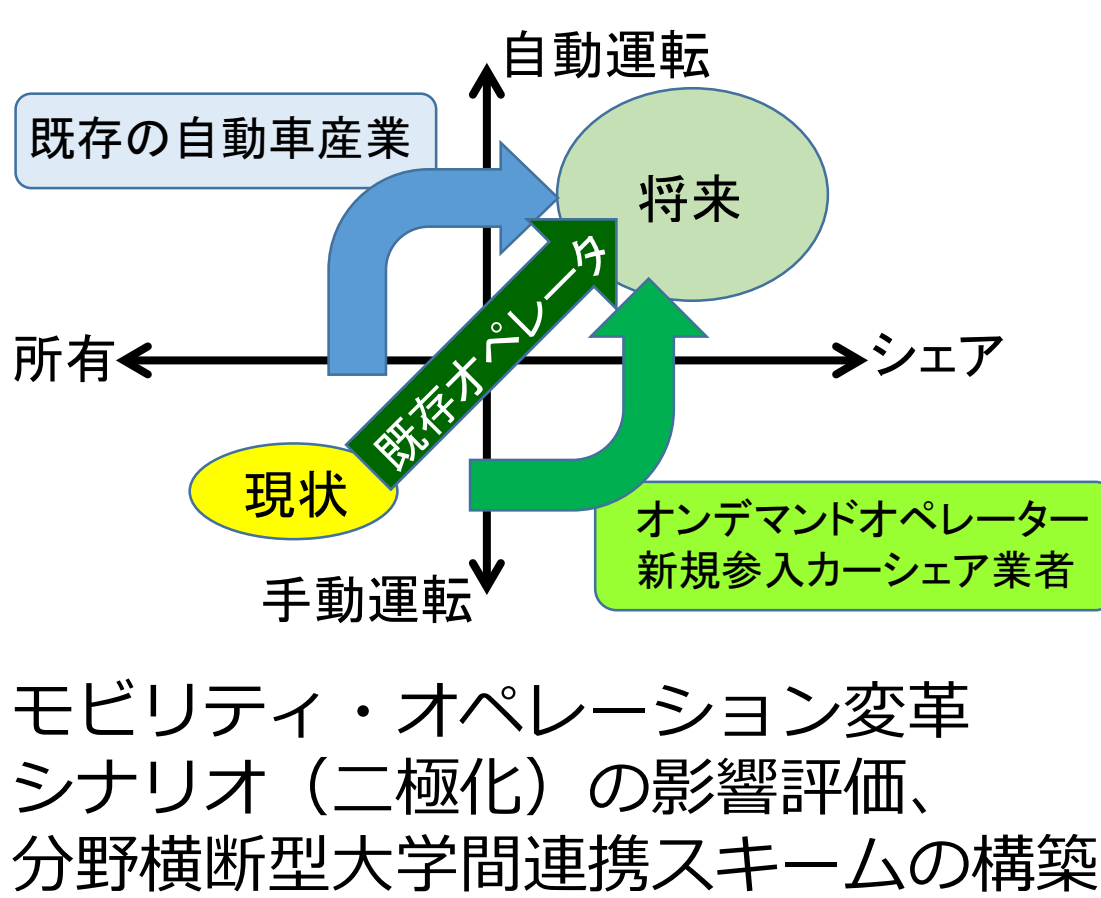 自動運転
既存の自動車産業
将来
既存オペレータ
所有
シェア
現状
オンデマンドオペレーター
新規参入カーシェア業者
手動運転
モビリティ・オペレーション変革
シナリオ（二極化）の影響評価、
分野横断型大学間連携スキームの構築